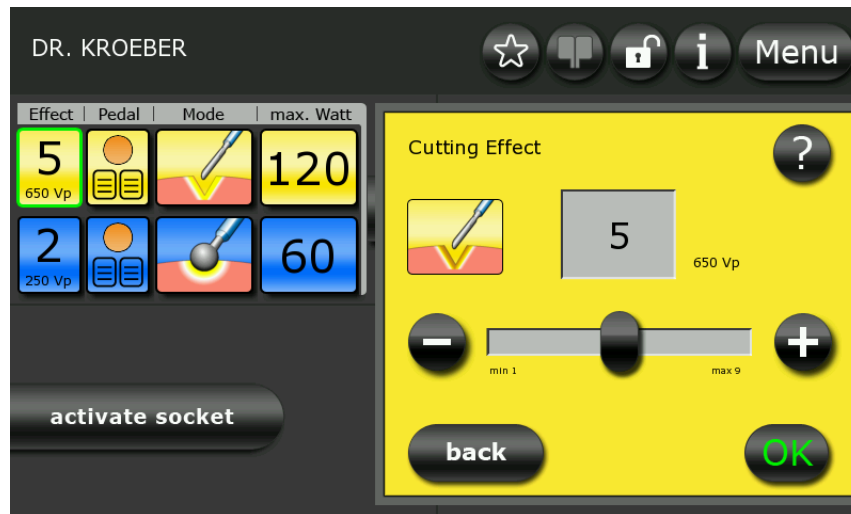 DR. KROEBER
i
Menu
Effect | Pedal | Mode | max. Watt
5
650 Vp
120
2
250 Vp
60
activate socket
Cutting Effect
?
5
650 Vp
min 1
max 9
back
OK